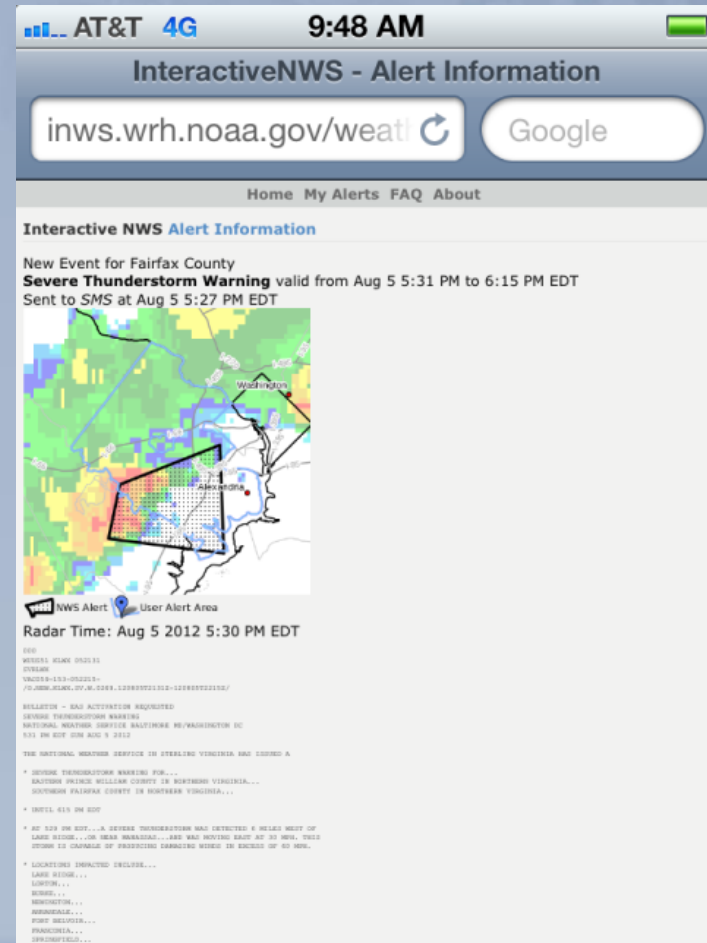 AT&T 4G 9:48 AM
InteractiveNWS - Alert Information
inws.wrh.noaa.gov/weat
Google
Home My Alerts FAQ About
Interactive NWS Alert Information
New Event for Fairfax County
Severe Thunderstorm Warning valid from Aug 5 5:31 PM to 6:15 PM EDT
Sent to SMS at Aug 5 5:27 PM EDT
Washington
Alexandria
NWS Alert User Alert Area
Radar Time: Aug 5 2012 5:30 PM EDT
BULLETIN - EAS ACTIVATION REQUESTED
SEVERE THUNDERSTORM WARNING
NATIONAL WEATHER SERVICE BALTIMORE MD/WASHINGTON DC
531 PM EDT SUN AUG 5 2012
THE NATIONAL WEATHER SERVICE IN STERLING VIRGINIA HAS ISSUED A
* SEVERE THUNDERSTORM WARNING FOR...
EASTERN PRINCE WILLIAM COUNTY IN NORTHERN VIRGINIA...
SOUTHERN FAIRFAX COUNTY IN NORTHERN VIRGINIA...
* UNTIL 615 PM EDT
* AT 529 PM EDT...A SEVERE THUNDERSTORM WAS DETECTED 6 MILES WEST OF
LAKE RIDGE...OR NEAR MANASSAS...AND WAS MOVING EAST AT 30 MPH. THIS
STORM IS CAPABLE OF PRODUCING DAMAGING WINDS IN EXCESS OF 60 MPH.
* LOCATIONS IMPACTED INCLUDE...
LAKE RIDGE...
LORTON...
BURKE...
NEWINGTON...
ANNANDALE...
FORT BELVOIR...
FRANCONIA...
SPRINGFIELD...